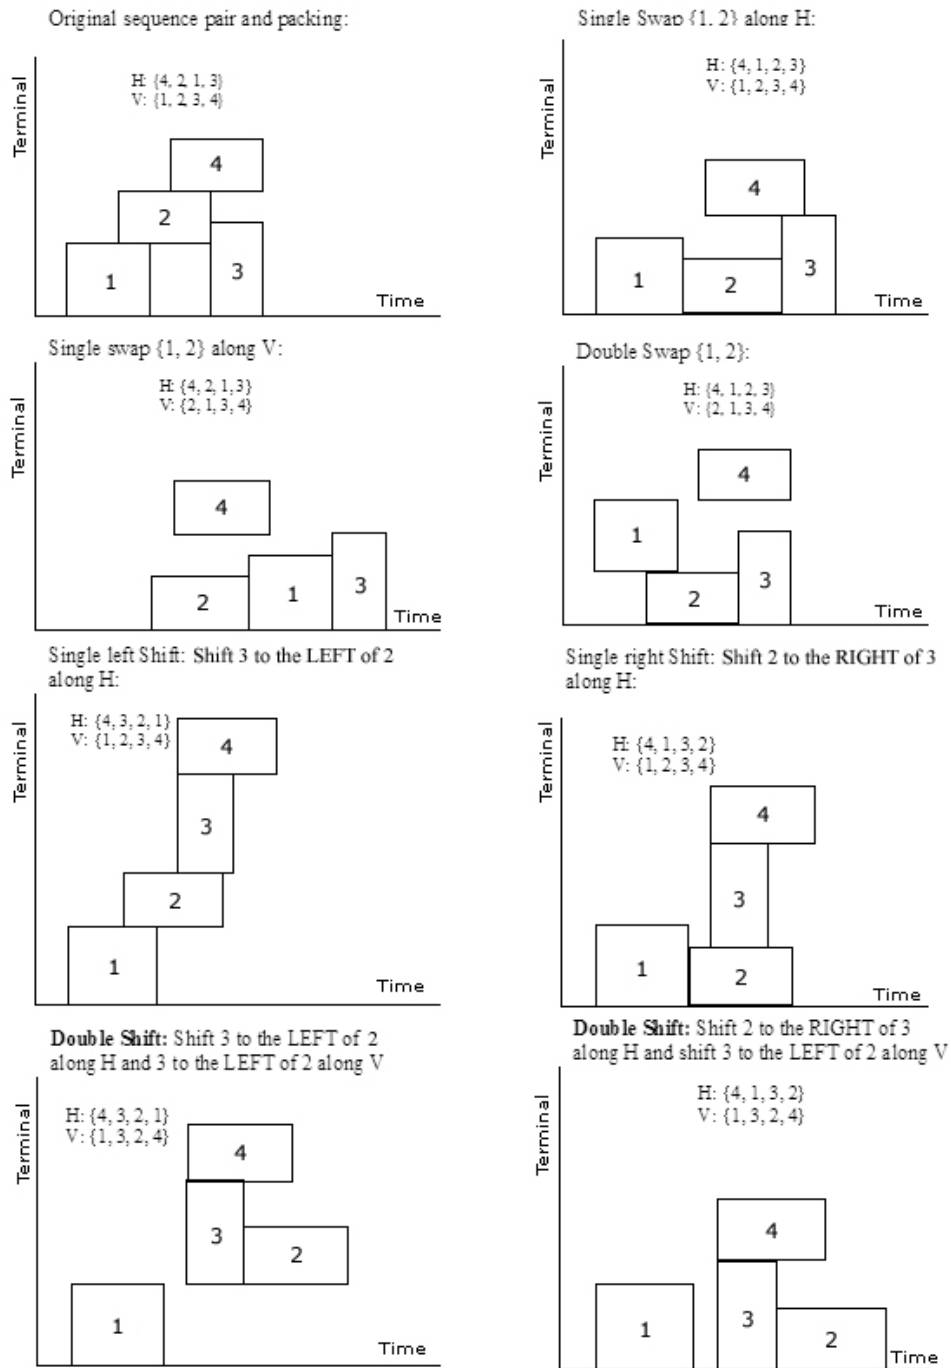 Original sequence pair and packing:
Terminal
H: {4, 2, 1, 3}
V: {1, 2, 3, 4}
4
2
1
3
Time
Single Swap {1, 2} along H:
Terminal
H: {4, 1, 2, 3}
V: {1, 2, 3, 4}
4
1
2
3
Time
Single swap {1, 2} along V:
Terminal
H: {4, 2, 1, 3}
V: {2, 1, 3, 4}
4
2
1
3
Time
Double Swap {1, 2}:
Terminal
H: {4, 1, 2, 3}
V: {2, 1, 3, 4}
4
1
2
3
Time
Single left Shift: Shift 3 to the LEFT of 2
along H:
Terminal
H: {4, 3, 2, 1}
V: {1, 2, 3, 4}
4
3
2
1
Time
Single right Shift: Shift 2 to the RIGHT of 3
along H:
Terminal
H: {4, 1, 3, 2}
V: {1, 2, 3, 4}
4
3
1
2
Time
Double Shift: Shift 3 to the LEFT of 2
along H and 3 to the LEFT of 2 along V
Terminal
H: {4, 3, 2, 1}
V: {1, 3, 2, 4}
4
3
2
1
Time
Double Shift: Shift 2 to the RIGHT of 3
along H and shift 3 to the LEFT of 2 along V
Terminal
H: {4, 1, 3, 2}
V: {1, 3, 2, 4}
4
1
3
2
Time